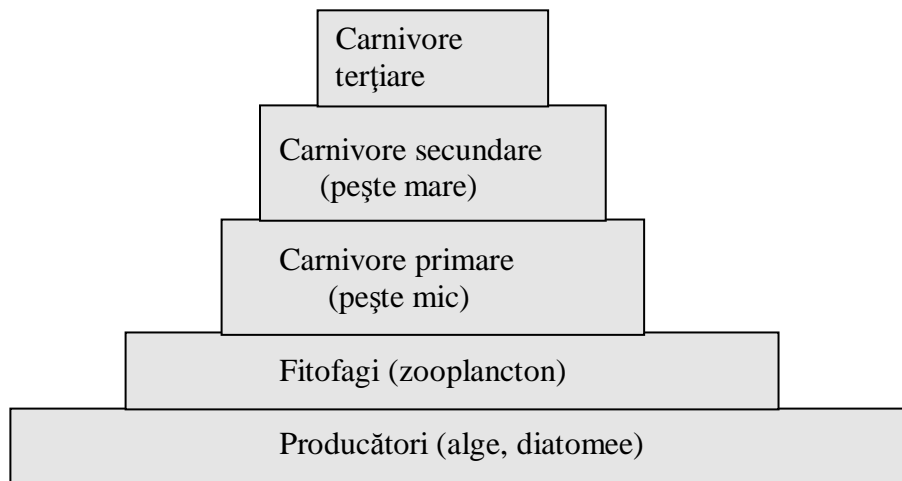 Carnivore
terţiare
Carnivore secundare
(peşte mare)
Carnivore primare
(peşte mic)
Fitofagi (zooplancton)
Producători (alge, diatomee)